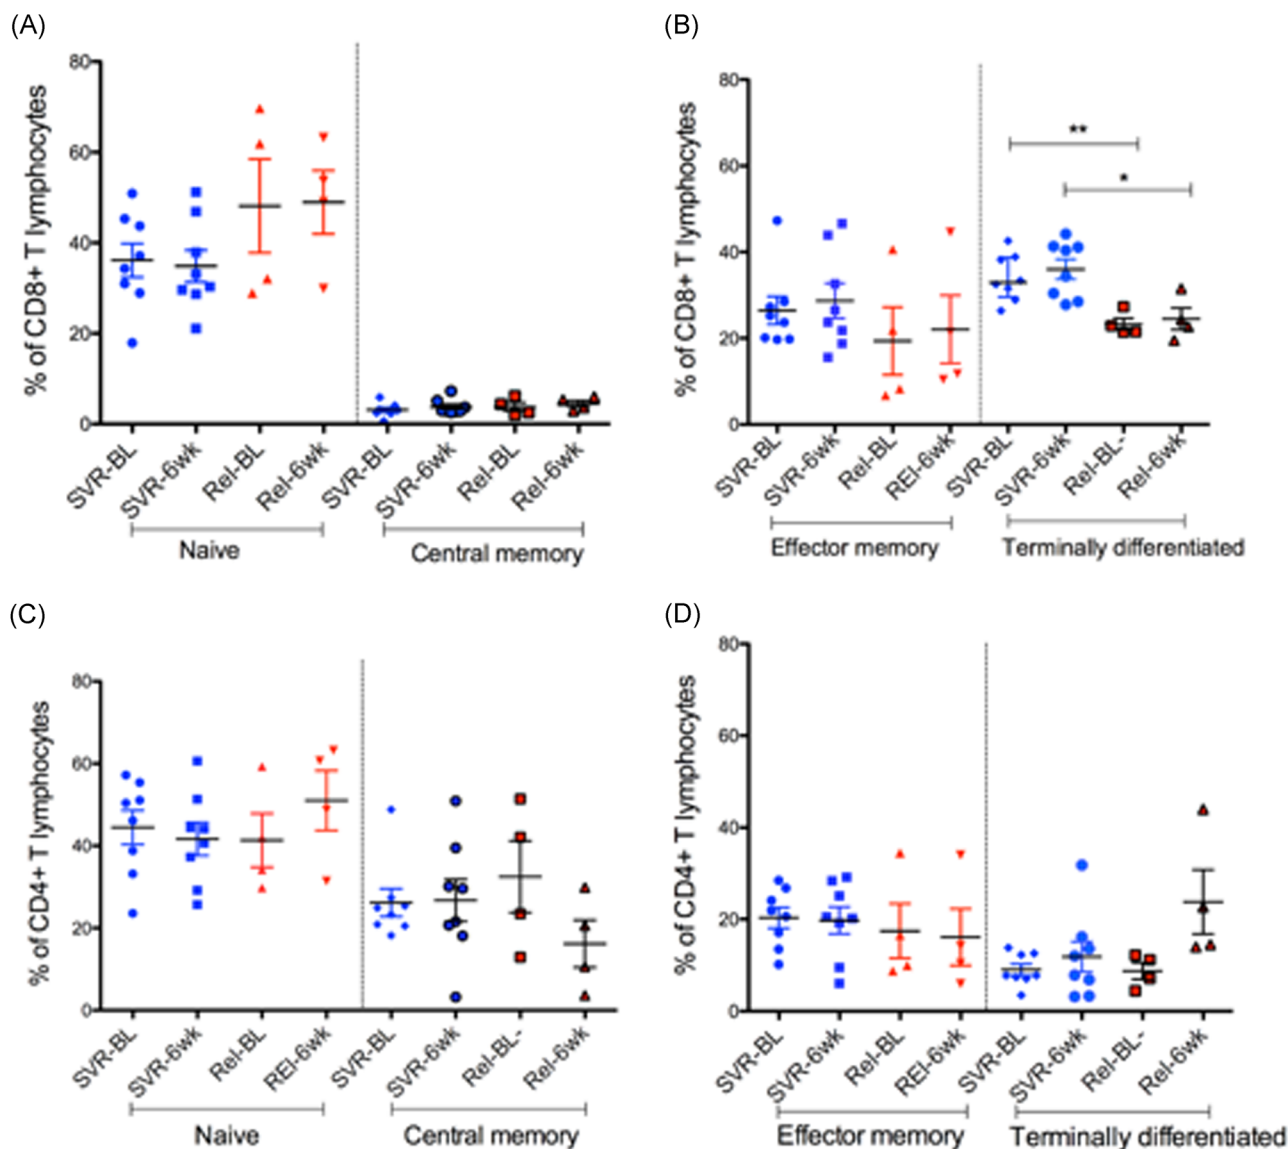 (A)
% of CD8+ T lymphocytes
80
60
40
20
0
SVR-BL
SVR-6wk
Rel-BL
Rel-6wk
SVR-BL
SVR-6wk
Rel-BL
Rel-6wk
Naive
Central memory
(B)
% of CD8+ T lymphocytes
80
60
40
20
0
**
*
SVR-BL
SVR-6wk
Rel-BL
REl-6wk
SVR-BL
SVR-6wk
Rel-BL-
Rel-6wk
Effector memory
Terminally differentiated
(C)
% of CD4+ T lymphocytes
80
60
40
20
0
SVR-BL
SVR-6wk
Rel-BL
REl-6wk
SVR-BL
SVR-6wk
Rel-BL-
Rel-6wk
Naive
Central memory
(D)
% of CD4+ T lymphocytes
80
60
40
20
0
SVR-BL
SVR-6wk
Rel-BL
REl-6wk
SVR-BL
SVR-6wk
Rel-BL-
Rel-6wk
Effector memory
Terminally differentiated